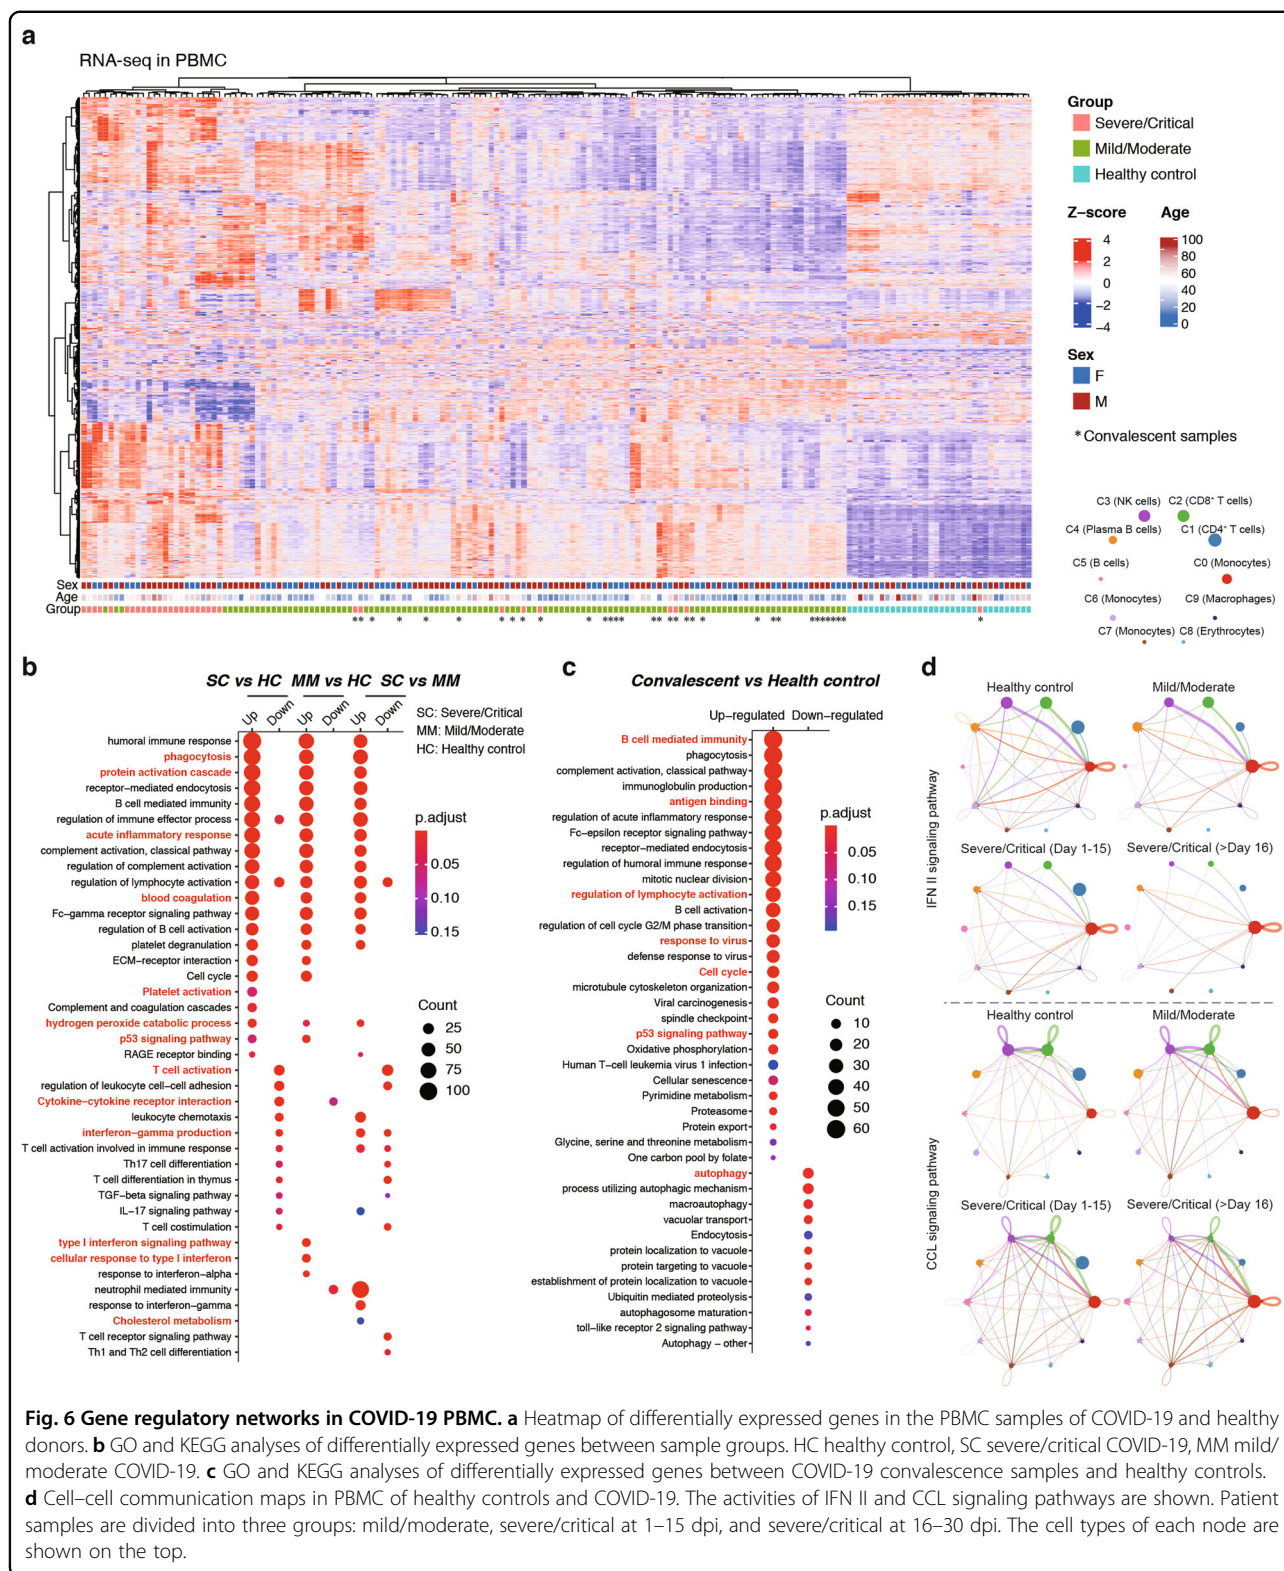 a
RNA-seq in PBMC
Group
Severe/Critical
Mild/Moderate
Healthy control
Z-score
4
2
0
-2
-4
Age
100
80
60
40
20
0
Sex
F
M
* Convalescent samples
Sex
Age
Group
C3 (NK cells)
C2 (CD8+ T cells)
C4 (Plasma B cells)
C1 (CD4+ T cells)
C5 (B cells)
C0 (Monocytes)
C6 (Monocytes)
C9 (Macrophages)
C7 (Monocytes)
C8 (Erythrocytes)
b
SC vs HC MM vs HC SC vs MM
Up Down Up Down Up Down
SC: Severe/Critical
MM: Mild/Moderate
HC: Healthy control
humoral immune response
phagocytosis
protein activation cascade
receptor-mediated endocytosis
B cell mediated immunity
regulation of immune effector process
acute inflammatory response
complement activation, classical pathway
regulation of complement activation
regulation of lymphocyte activation
blood coagulation
Fc-gamma receptor signaling pathway
regulation of B cell activation
platelet degranulation
ECM-receptor interaction
Cell cycle
Platelet activation
Complement and coagulation cascades
hydrogen peroxide catabolic process
p53 signaling pathway
RAGE receptor binding
T cell activation
regulation of leukocyte cell-cell adhesion
Cytokine-cytokine receptor interaction
leukocyte chemotaxis
interferon-gamma production
T cell activation involved in immune response
Th17 cell differentiation
T cell differentiation in thymus
TGF-beta signaling pathway
IL-17 signaling pathway
T cell costimulation
type I interferon signaling pathway
cellular response to type I interferon
response to interferon-alpha
neutrophil mediated immunity
response to interferon-gamma
Cholesterol metabolism
T cell receptor signaling pathway
Th1 and Th2 cell differentiation
p.adjust
0.05
0.10
0.15
Count
25
50
75
100
c
Convalescent vs Health control
Up-regulated Down-regulated
B cell mediated immunity
phagocytosis
complement activation, classical pathway
immunoglobulin production
antigen binding
regulation of acute inflammatory response
Fc-epsilon receptor signaling pathway
receptor-mediated endocytosis
regulation of humoral immune response
mitotic nuclear division
regulation of lymphocyte activation
B cell activation
regulation of cell cycle G2/M phase transition
response to virus
defense response to virus
Cell cycle
microtubule cytoskeleton organization
Viral carcinogenesis
spindle checkpoint
p53 signaling pathway
Oxidative phosphorylation
Human T-cell leukemia virus 1 infection
Cellular senescence
Pyrimidine metabolism
Proteasome
Protein export
Glycine, serine and threonine metabolism
One carbon pool by folate
autophagy
process utilizing autophagic mechanism
macroautophagy
vacuolar transport
Endocytosis
protein localization to vacuole
protein targeting to vacuole
establishment of protein localization to vacuole
Ubiquitin mediated proteolysis
autophagosome maturation
toll-like receptor 2 signaling pathway
Autophagy - other
p.adjust
0.05
0.10
0.15
Count
10
20
30
40
50
60
d
Healthy control
Mild/Moderate
Severe/Critical (Day 1-15)
Severe/Critical (>Day 16)
IFN II signaling pathway
Healthy control
Mild/Moderate
Severe/Critical (Day 1-15)
Severe/Critical (>Day 16)
CCL signaling pathway
Fig. 6 Gene regulatory networks in COVID-19 PBMC. a Heatmap of differentially expressed genes in the PBMC samples of COVID-19 and healthy
donors. b GO and KEGG analyses of differentially expressed genes between sample groups. HC healthy control, SC severe/critical COVID-19, MM mild/
moderate COVID-19. c GO and KEGG analyses of differentially expressed genes between COVID-19 convalescence samples and healthy controls.
d Cell–cell communication maps in PBMC of healthy controls and COVID-19. The activities of IFN II and CCL signaling pathways are shown. Patient
samples are divided into three groups: mild/moderate, severe/critical at 1–15 dpi, and severe/critical at 16–30 dpi. The cell types of each node are
shown on the top.